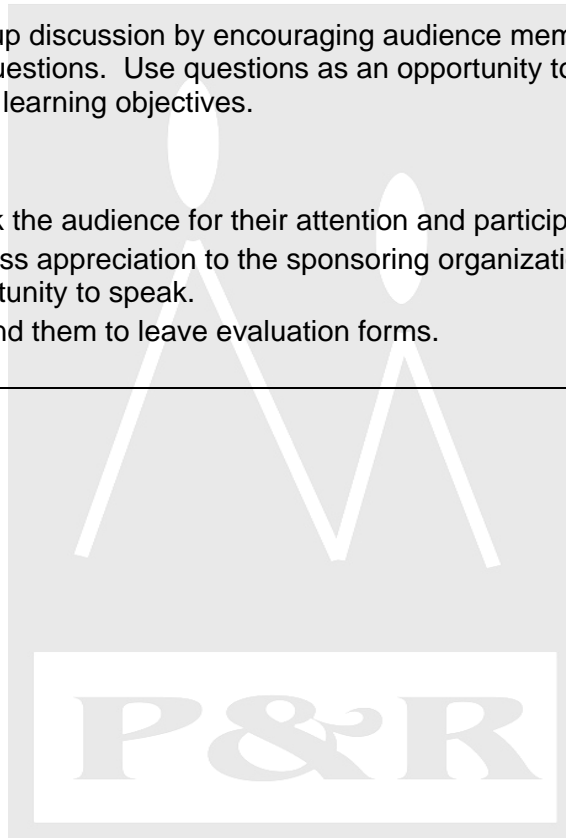 up discussion by encouraging audience mem
uestions.  Use questions as an opportunity to
learning objectives.
k the audience for their attention and particip
ss appreciation to the sponsoring organizati
tunity to speak.
nd them to leave evaluation forms.
P&R